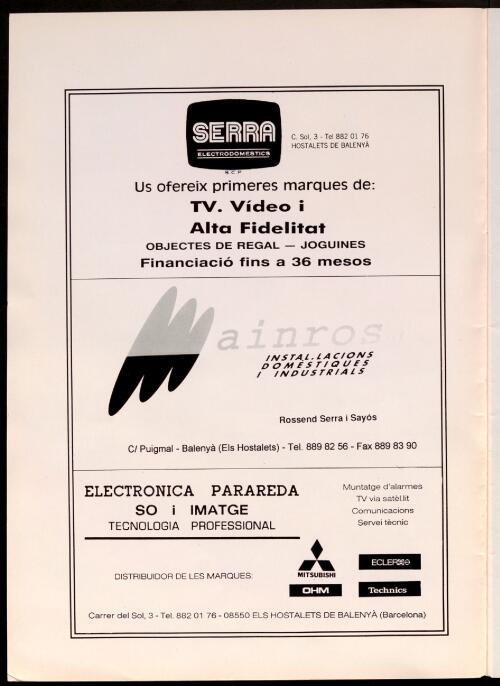 SERRA
ELECTRODOMESTICS
S.C.P.
C. Sol, 3 - Tel 882 01 76
HOSTALETS DE BALENYÀ
Us ofereix primeres marques de:
TV. Vídeo i
Alta Fidelitat
OBJECTES DE REGAL — JOGUINES
Financiació fins a 36 mesos
Mainros
INSTAL.LACIONS
DOMÈSTIQUES
I INDUSTRIALS
Rossend Serra i Sayós
C/ Puigmal - Balenyà (Els Hostalets) - Tel. 889 82 56 - Fax 889 83 90
ELECTRONICA PARAREDA
SO i IMATGE
TECNOLOGIA PROFESSIONAL
Muntatge d'alarmes
TV via satèl.lit
Comunicacions
Servei tècnic
DISTRIBUIDOR DE LES MARQUES:
MITSUBISHI
ECLER
OHM
Technics
Carrer del Sol, 3 - Tel. 882 01 76 - 08550 ELS HOSTALETS DE BALENYÀ (Barcelona)